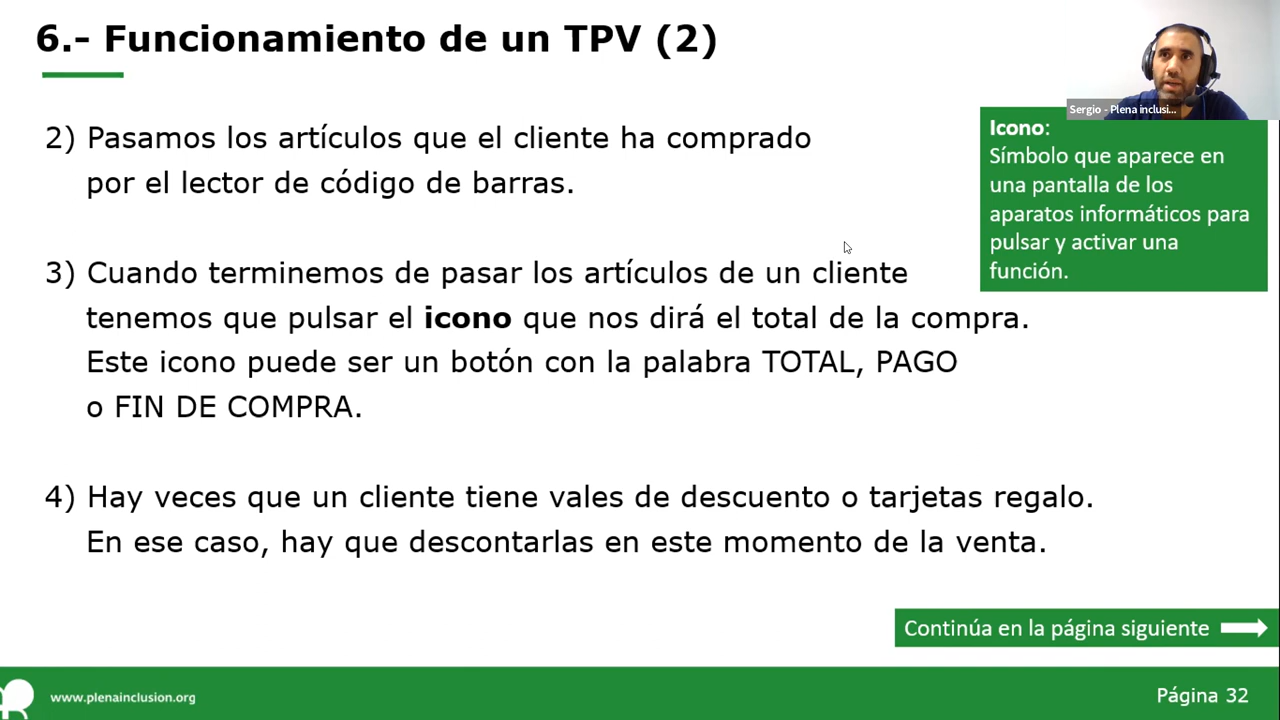 6.- Funcionamiento de un TPV (2)
Sergio - Plena inclusi...
2) Pasamos los artículos que el cliente ha comprado
por el lector de código de barras.
Icono:
Símbolo que aparece en
una pantalla de los
aparatos informáticos para
pulsar y activar una
función.
3) Cuando terminemos de pasar los artículos de un cliente
tenemos que pulsar el icono que nos dirá el total de la compra.
Este icono puede ser un botón con la palabra TOTAL, PAGO
o FIN DE COMPRA.
4) Hay veces que un cliente tiene vales de descuento o tarjetas regalo.
En ese caso, hay que descontarlas en este momento de la venta.
Continúa en la página siguiente
www.plenainclusion.org
Página 32